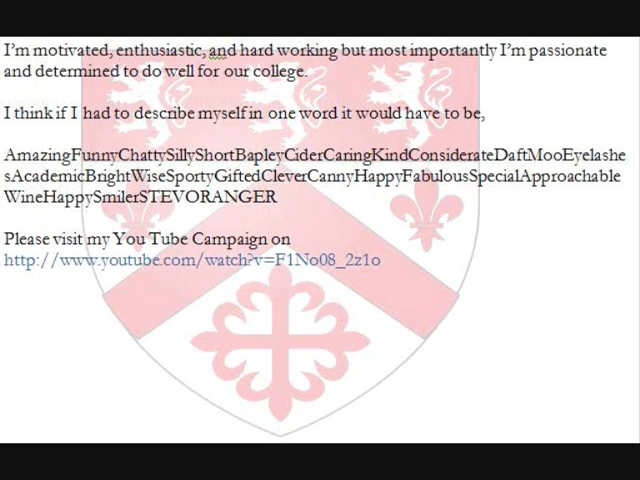 I'm motivated, enthusiastic, and hard working but most importantly I'm passionate
and determined to do well for our college.
I think if I had to describe myself in one word it would have to be,
AmazingFunnyChattySillyShortBapleyCiderCaringKindConsiderateDaftMooEyelashe
sAcademicBrightWiseSportyGiftedCleverCannyHappyFabulousSpecialApproachable
WineHappySmilerSTEVORANGER
Please visit my You Tube Campaign on
http://www.youtube.com/watch?v=F1No08_2z1o